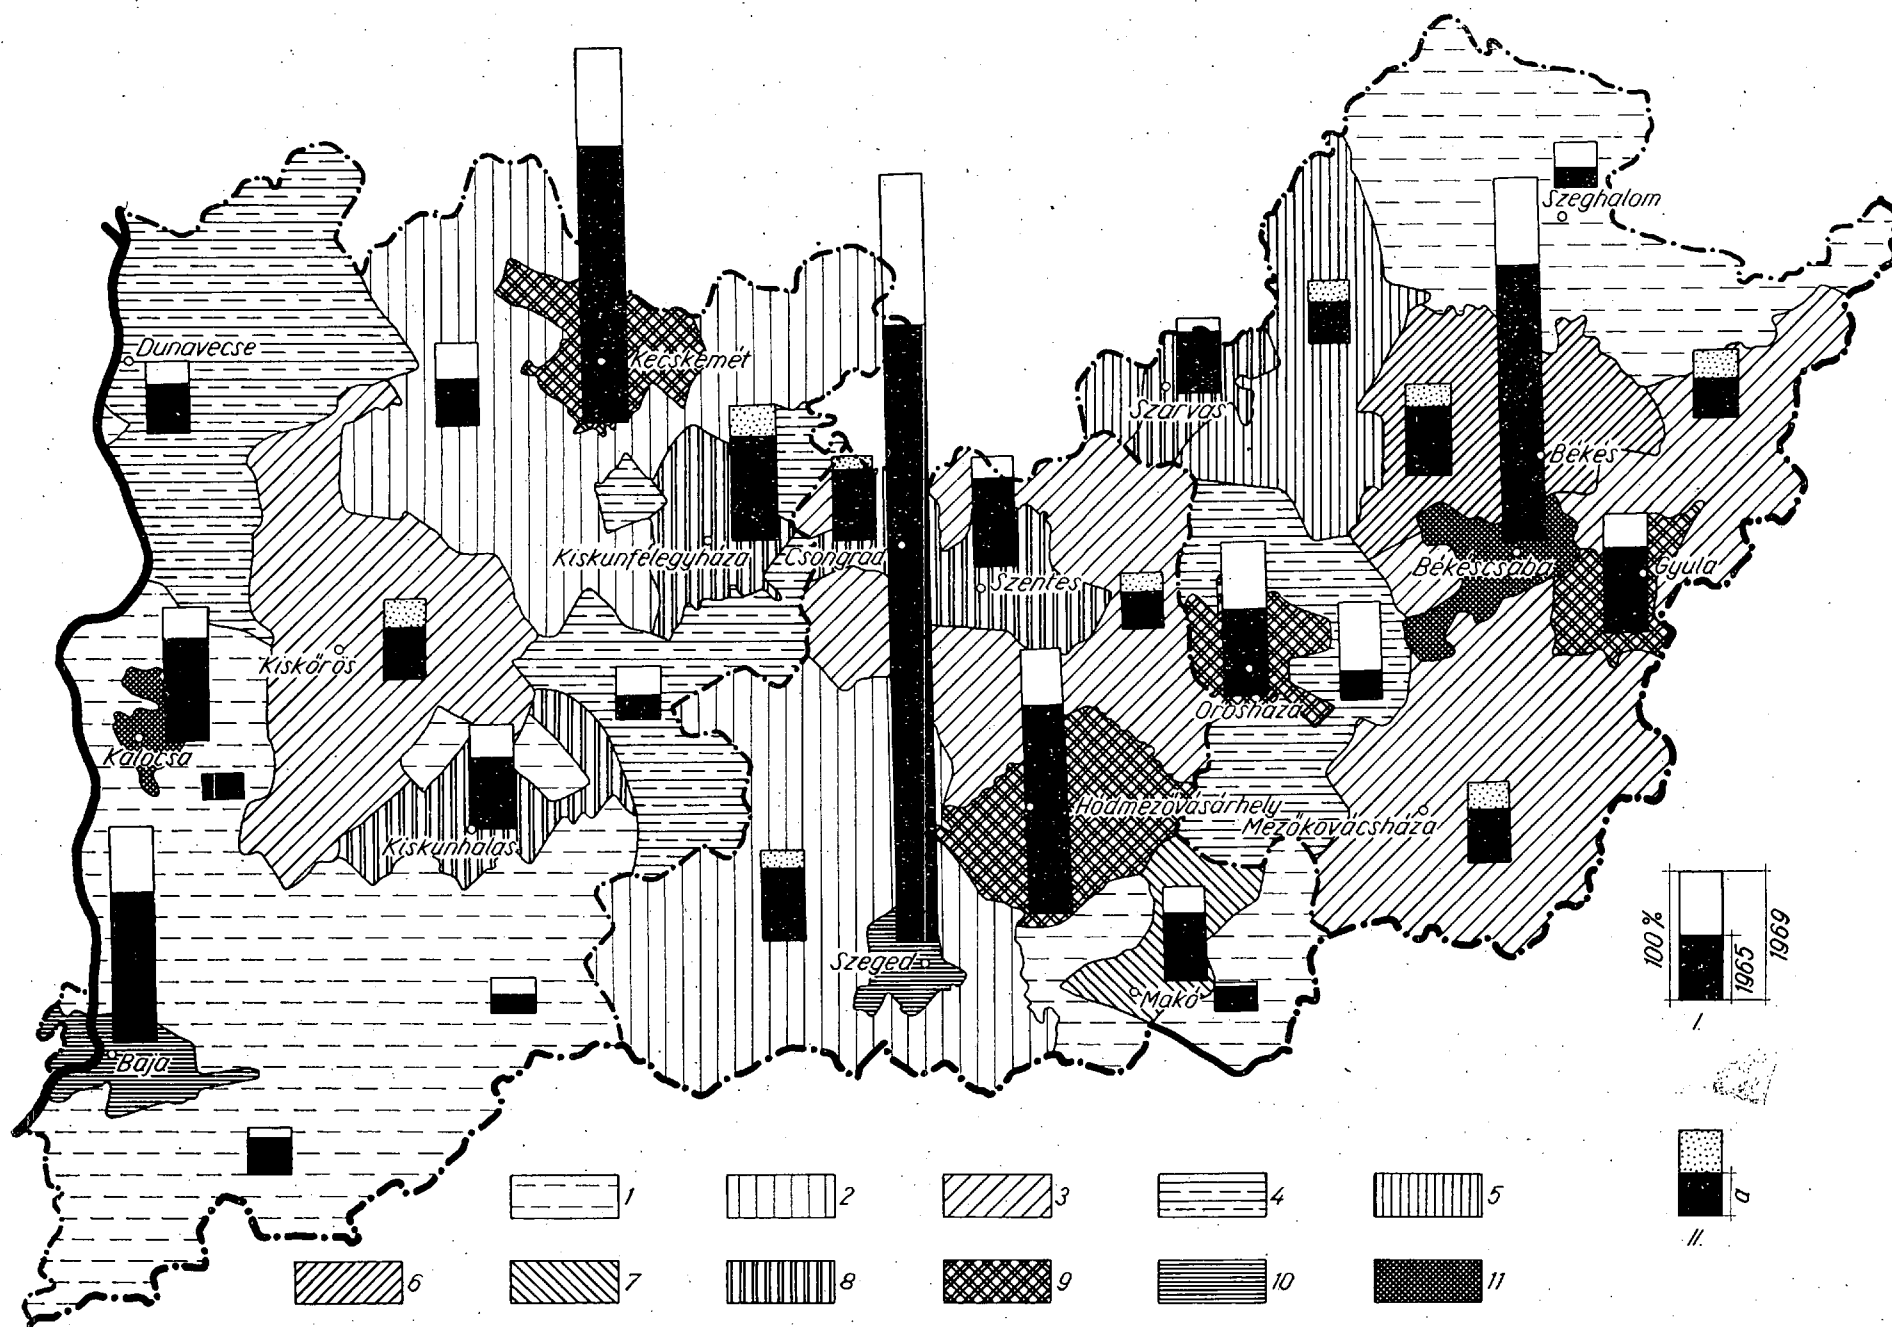 Szeghalom
Dunavecse
Kecskemét
Szarvas
Békés
Kiskunfélegyháza
Csongrád
Szentes
Békéscsaba
Gyula
Kiskőrös
Orosháza
Kalocsa
Hódmezővásárhely
Mezőkovácsháza
Kiskunhalas
Szeged
Makó
Baja
100 %
1965
1969
I.
a
II.
1
2
3
4
5
6
7
8
9
10
11